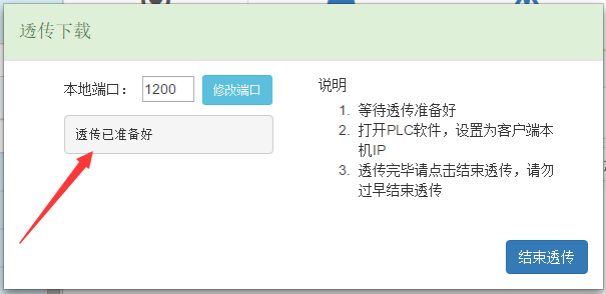 透传下载
本地端口：
1200
修改端口
透传已准备好
说明
1. 等待透传准备好
2. 打开PLC软件，设置为客户端本
机IP
3. 透传完毕请点击结束透传，请勿
过早结束透传
结束透传